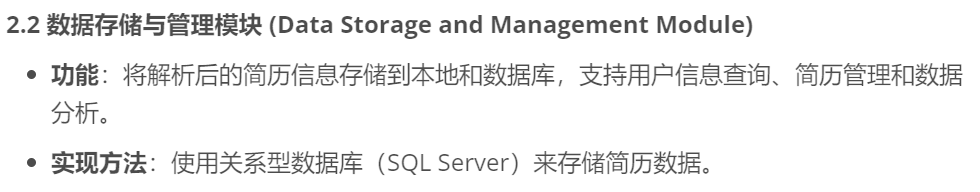 2.2 数据存储与管理模块 (Data Storage and Management Module)
• 功能：将解析后的简历信息存储到本地和数据库，支持用户信息查询、简历管理和数据
分析。
• 实现方法：使用关系型数据库（SQL Server）来存储简历数据。